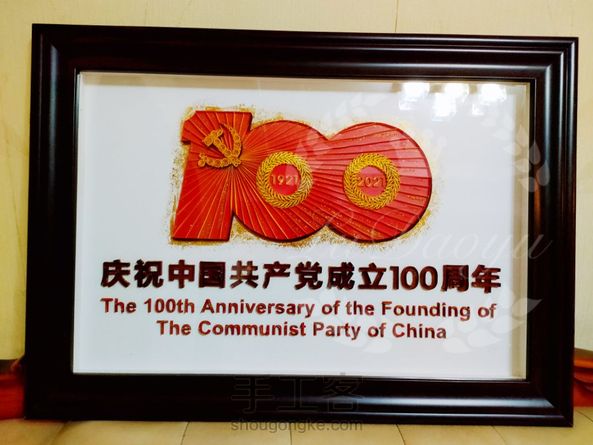 100
1921
2021
庆祝中国共产党成立100周年
The 100th Anniversary of the Founding of
The Communist Party of China
手工客
shougongke.com